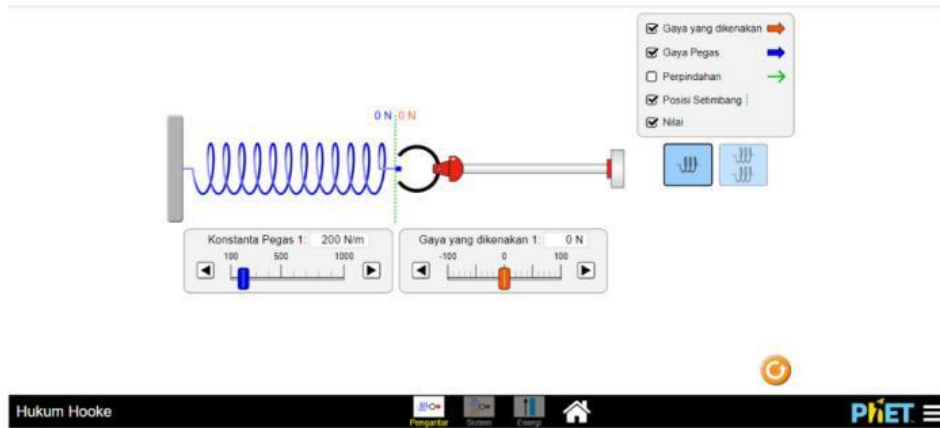 Gaya yang dikenakan
Gaya Pegas
Perpindahan
Posisi Setimbang
Nilai
0 N 0 N
Konstanta Pegas 1: 200 N/m
100 500 1000
Gaya yang dikenakan 1: 0 N
-100 0 100
Hukum Hooke
Pengantar Sistem Energi
PhET